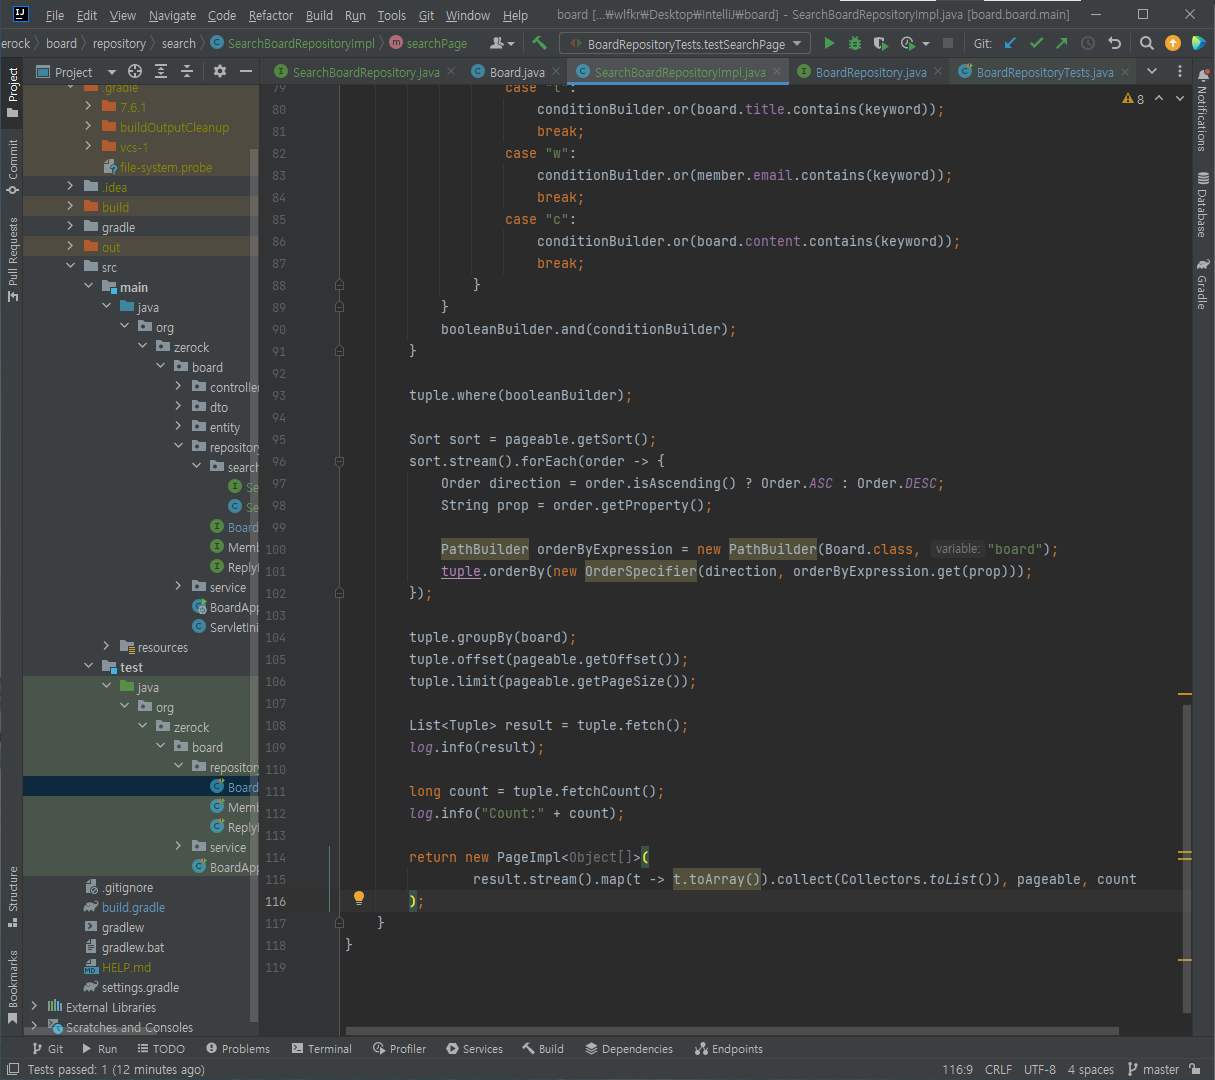 File Edit View Navigate Code Refactor Build Run Tools Git Window Help board [...₩wlfkr₩Desktop₩IntelliJ₩board] - SearchBoardRepositoryImpl.java [board.board.main]
erock board repository search SearchBoardRepositoryImpl searchPage BoardRepositoryTests.testSearchPage Git:
Project SearchBoardRepository.java Board.java SearchBoardRepositoryImpl.java BoardRepository.java BoardRepositoryTests.java
Project
Commit
Pull Requests
Structure
Bookmarks
.gradle
7.6.1
buildOutputCleanup
vcs-1
file-system.probe
.idea
build
gradle
out
src
main
java
org
zerock
board
controlle
dto
entity
repository
search
Se
Se
Board
Memb
Reply
service
BoardApp
ServletIni
resources
test
java
org
zerock
board
repository
Board
Memb
Reply
service
BoardApp
.gitignore
build.gradle
gradlew
gradlew.bat
HELP.md
settings.gradle
External Libraries
Scratches and Consoles
8
79 case "t":
80 conditionBuilder.or(board.title.contains(keyword));
81 break;
82 case "w":
83 conditionBuilder.or(member.email.contains(keyword));
84 break;
85 case "c":
86 conditionBuilder.or(board.content.contains(keyword));
87 break;
88 }
89 }
90 booleanBuilder.and(conditionBuilder);
91 }
92
93 tuple.where(booleanBuilder);
94
95 Sort sort = pageable.getSort();
96 sort.stream().forEach(order -> {
97 Order direction = order.isAscending() ? Order.ASC : Order.DESC;
98 String prop = order.getProperty();
99
100 PathBuilder orderByExpression = new PathBuilder(Board.class, variable: "board");
101 tuple.orderBy(new OrderSpecifier(direction, orderByExpression.get(prop)));
102 });
103
104 tuple.groupBy(board);
105 tuple.offset(pageable.getOffset());
106 tuple.limit(pageable.getPageSize());
107
108 List<Tuple> result = tuple.fetch();
109 log.info(result);
110
111 long count = tuple.fetchCount();
112 log.info("Count:" + count);
113
114 return new PageImpl<Object[]>(
115 result.stream().map(t -> t.toArray()).collect(Collectors.toList()), pageable, count
116 );
117 }
118 }
119
Notifications
Database
Gradle
Git Run TODO Problems Terminal Profiler Services Build Dependencies Endpoints
Tests passed: 1 (12 minutes ago) 116:9 CRLF UTF-8 4 spaces master